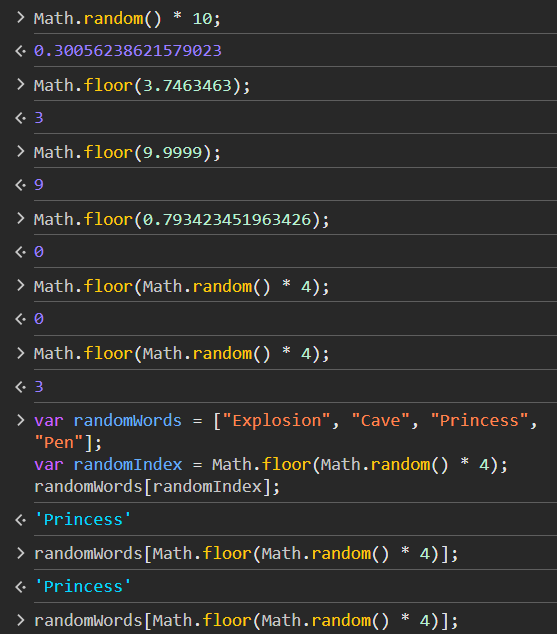 > Math.random() * 10;
<· 0.30056238621579023
> Math.floor(3.7463463);
<· 3
> Math.floor(9.9999);
<· 9
> Math.floor(0.793423451963426);
<· 0
> Math.floor(Math.random() * 4);
<· 0
> Math.floor(Math.random() * 4);
<· 3
> var randomWords = ["Explosion", "Cave", "Princess",
"Pen"];
var randomIndex = Math.floor(Math.random() * 4);
randomWords[randomIndex];
<· 'Princess'
> randomWords[Math.floor(Math.random() * 4)];
<· 'Princess'
> randomWords[Math.floor(Math.random() * 4)];